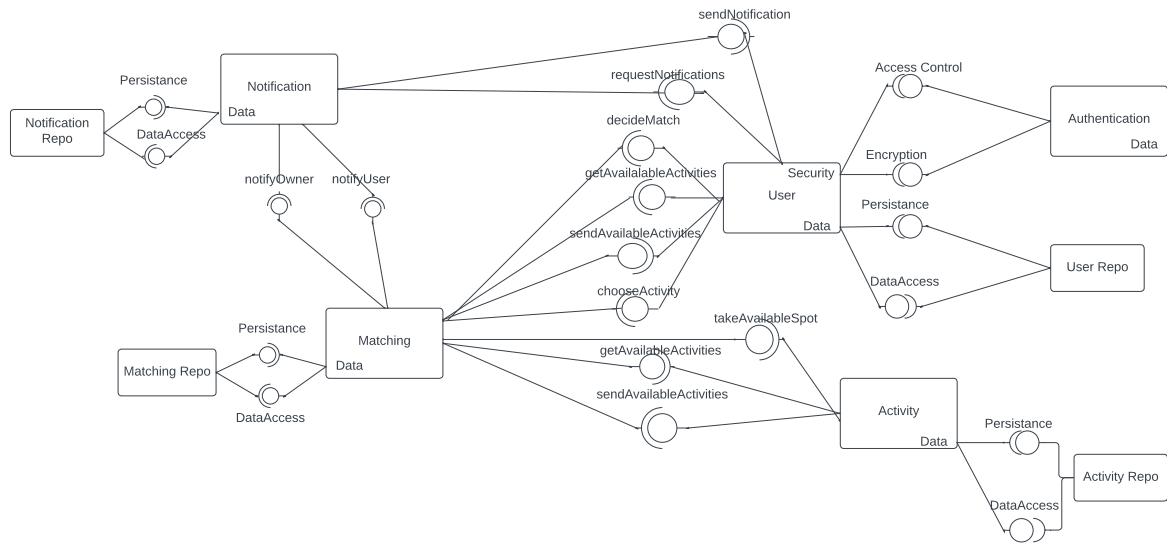 sendNotification
Access Control
requestNotifications
Persistance
Notification
Data
Notification
Repo
DataAccess
decideMatch
Authentication
Data
Encryption
getAvailalableActivities
Security
User
Data
notifyOwner
notifyUser
Persistance
sendAvailableActivities
User Repo
DataAccess
chooseActivity
takeAvailableSpot
Persistance
Matching
Data
getAvailableActivities
Matching Repo
sendAvailableActivities
DataAccess
Activity
Data
Persistance
Activity Repo
DataAccess